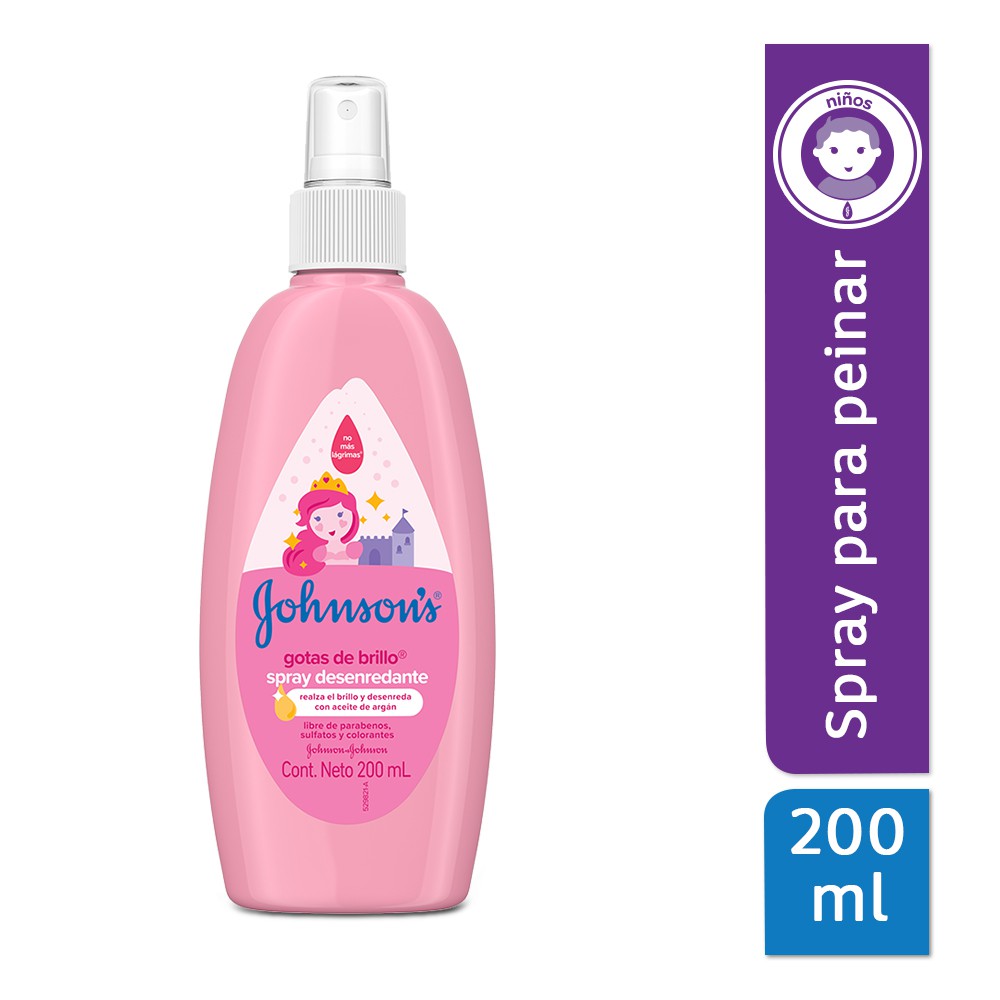 no
más
lágrimas®
Johnson's®
gotas de brillo®
spray desenredante
realza el brillo y desenreda
con aceite de argán
libre de parabenos,
sulfatos y colorantes
Johnson+Johnson
Cont. Neto 200 mL
529821-A
niños
Spray para peinar
200
ml